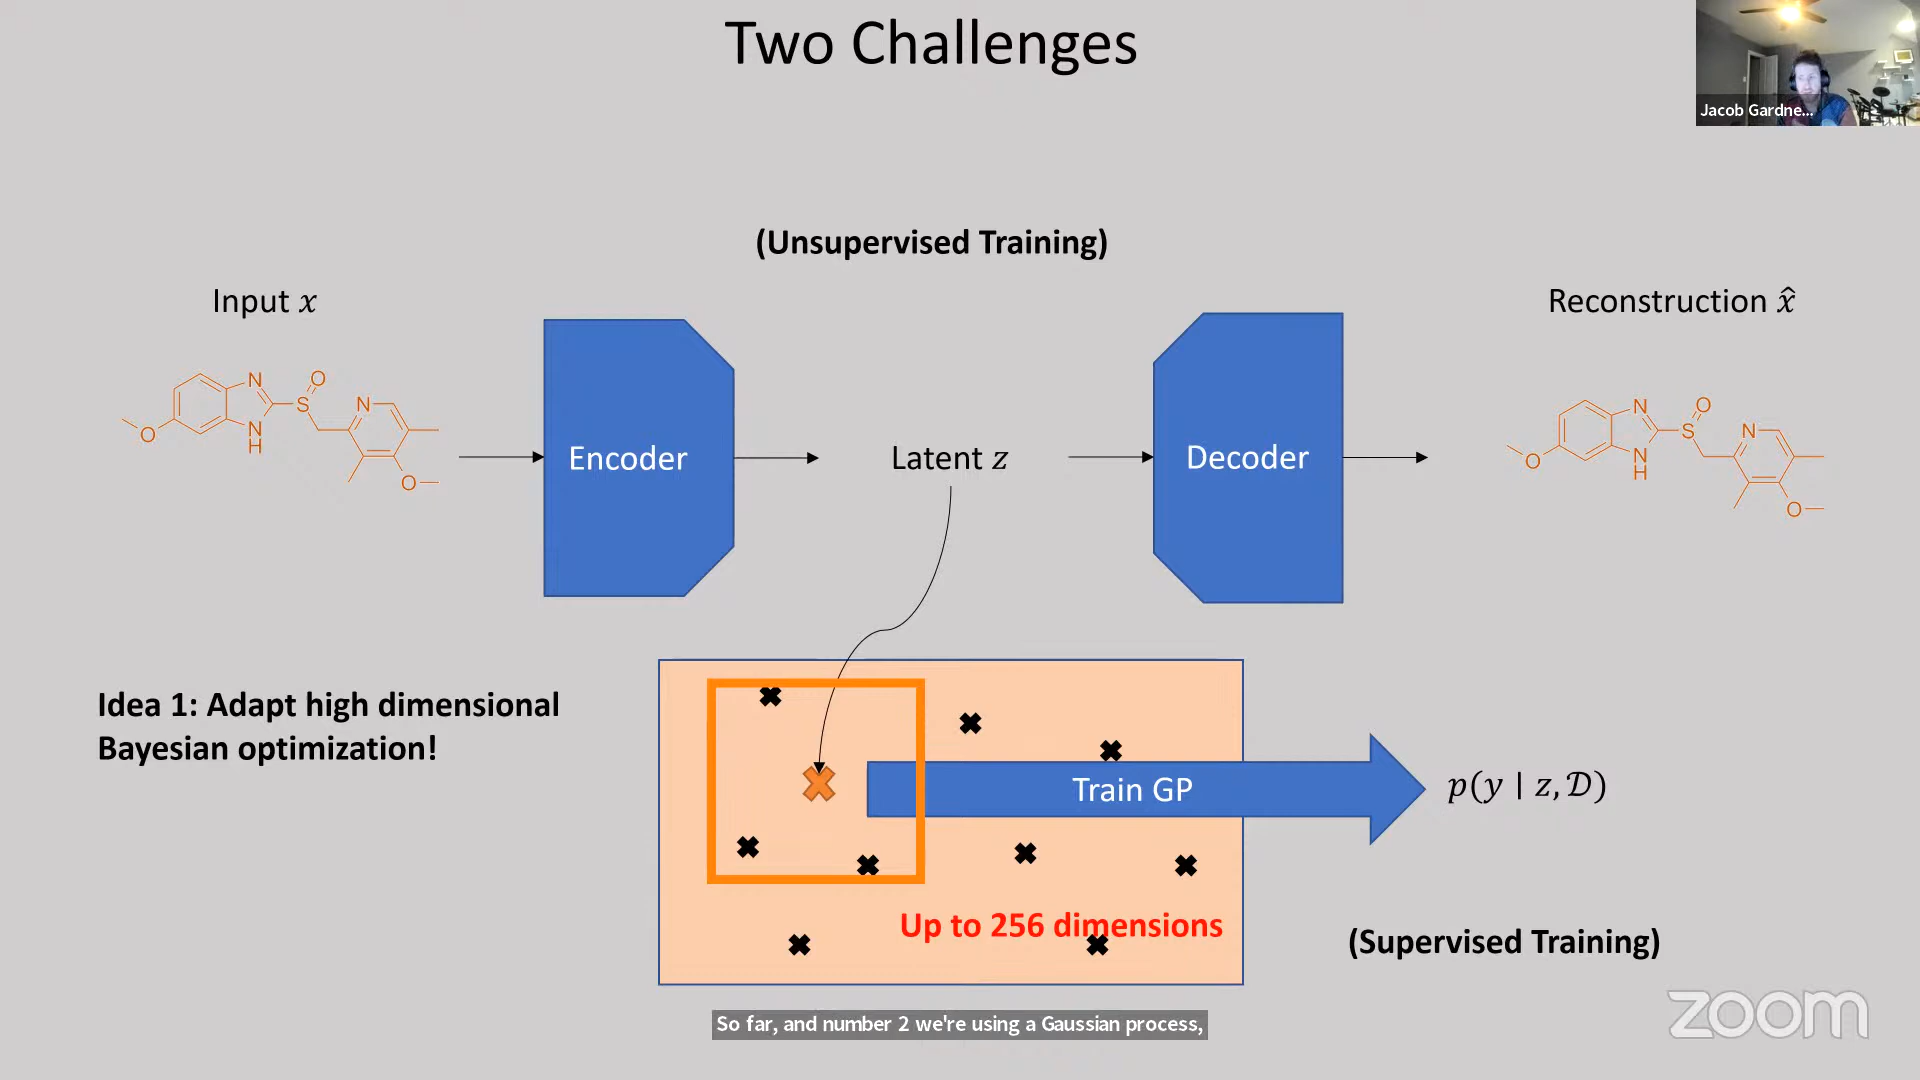 Two Challenges
Jacob Gardne...
(Unsupervised Training)
Input x
Reconstruction x̂
N
O
S
N
N
H
O
O
Encoder
Latent z
Decoder
N
O
S
N
N
H
O
O
Idea 1: Adapt high dimensional
Bayesian optimization!
Train GP
p(y | z, 𝒟)
Up to 256 dimensions
(Supervised Training)
zoom
So far, and number 2 we're using a Gaussian process,